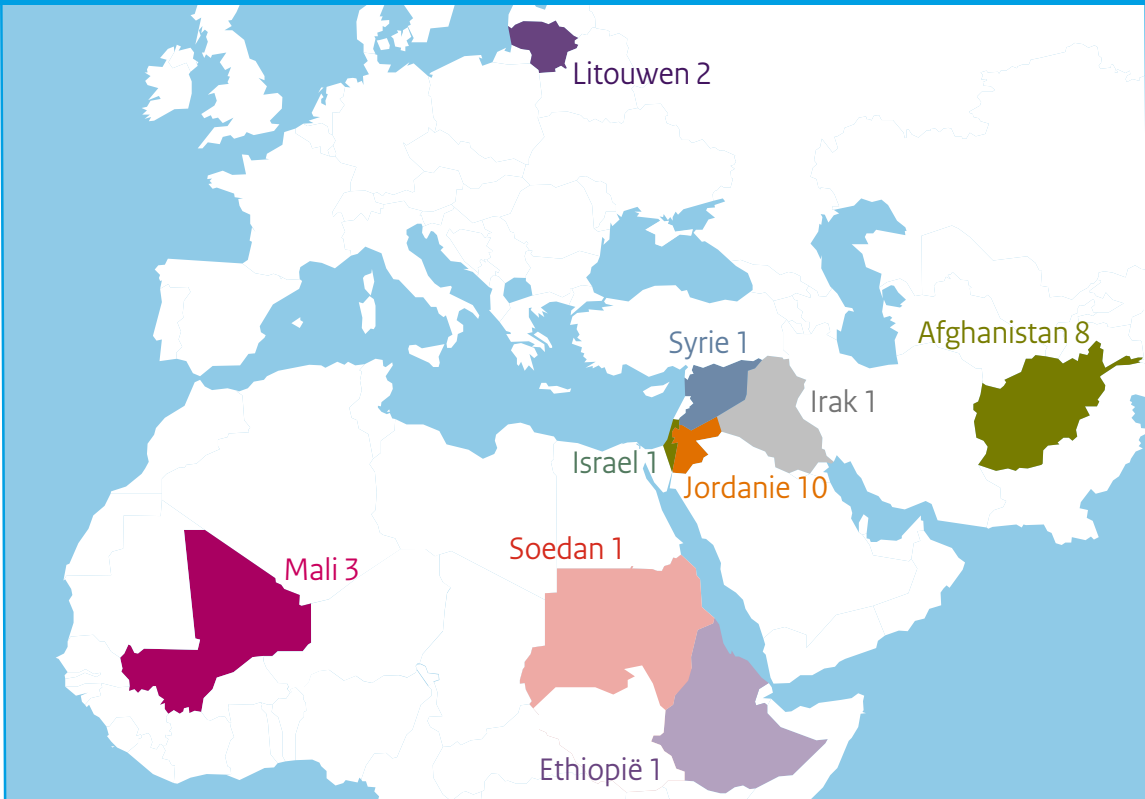 Litouwen 2
Afghanistan 8
Syrie 1
Irak 1
Israel 1
Jordanie 10
Soedan 1
Mali 3
Ethiopië 1